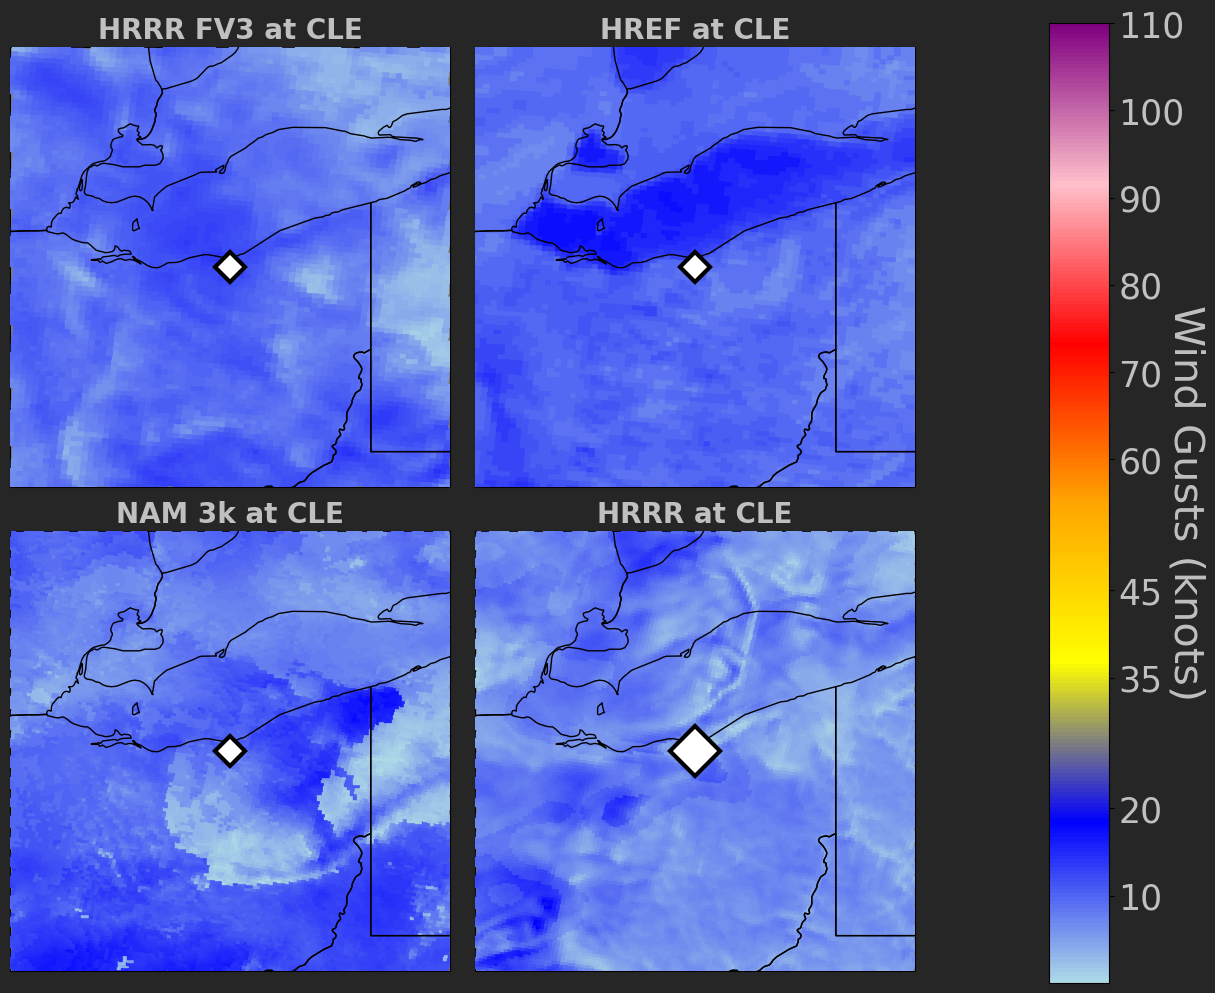 HRRR FV3 at CLE
HREF at CLE
NAM 3k at CLE
HRRR at CLE
110
100
90
80
70
60
45
35
20
10
Wind Gusts (knots)